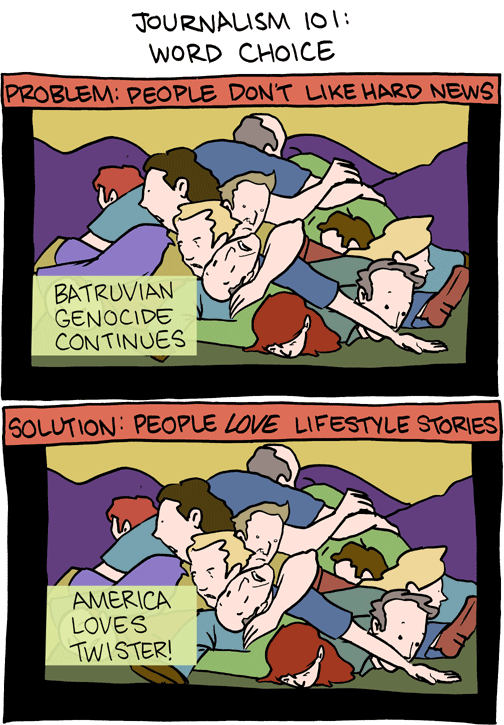 JOURNALISM 101:
WORD CHOICE
PROBLEM: PEOPLE DON'T LIKE HARD NEWS
BATRUVIAN
GENOCIDE
CONTINUES
SOLUTION: PEOPLE LOVE LIFESTYLE STORIES
AMERICA
LOVES
TWISTER!